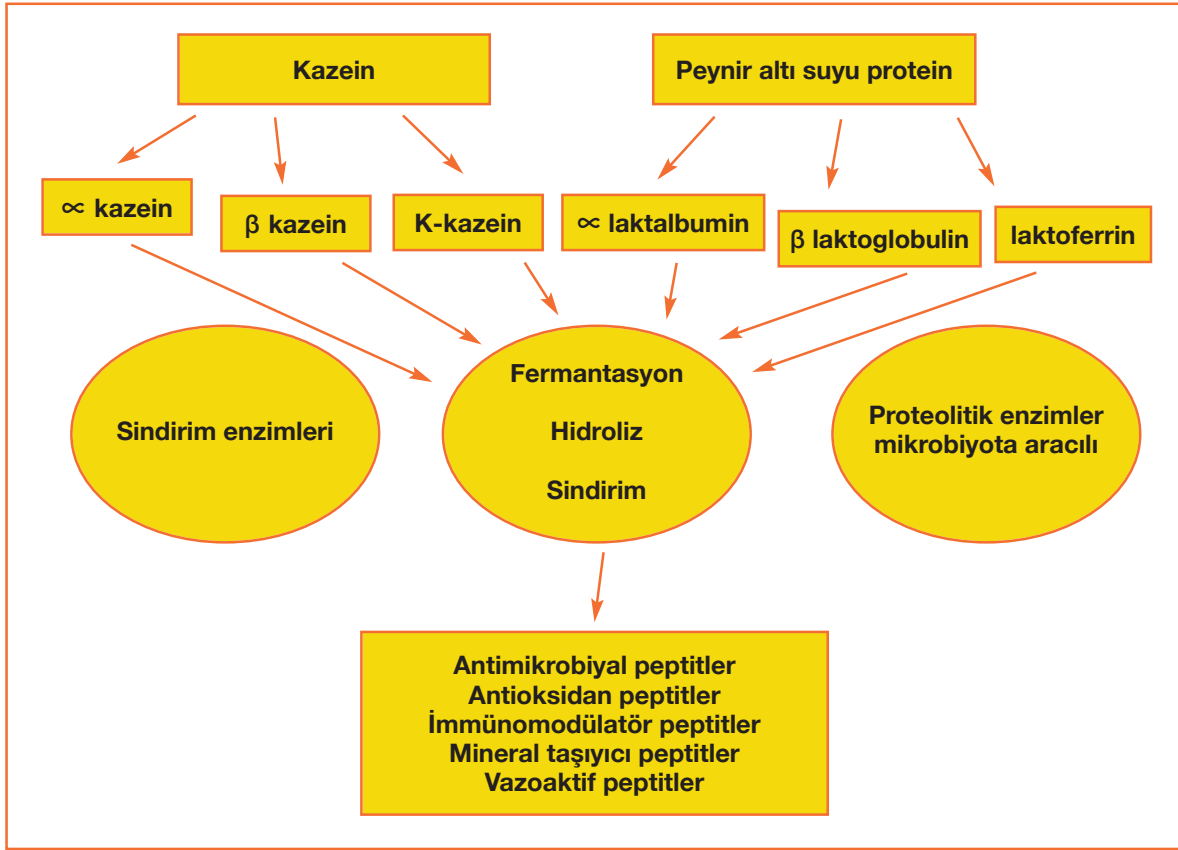 Kazein
Peynir altı suyu protein
∝ kazein
β kazein
K-kazein
∝ laktalbumin
β laktoglobulin
laktoferrin
Sindirim enzimleri
Fermantasyon
Hidroliz
Sindirim
Proteolitik enzimler
mikrobiyota aracılı
Antimikrobiyal peptitler
Antioksidan peptitler
İmmünomodülatör peptitler
Mineral taşıyıcı peptitler
Vazoaktif peptitler